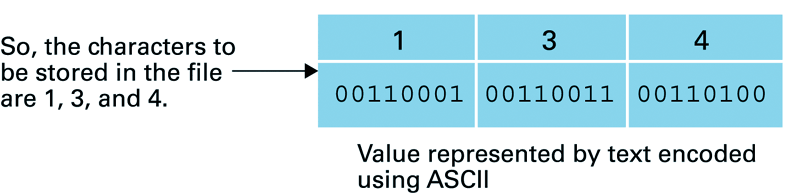 So, the characters to
be stored in the file
are 1, 3, and 4.
1 3 4
00110001 00110011 00110100
Value represented by text encoded
using ASCII